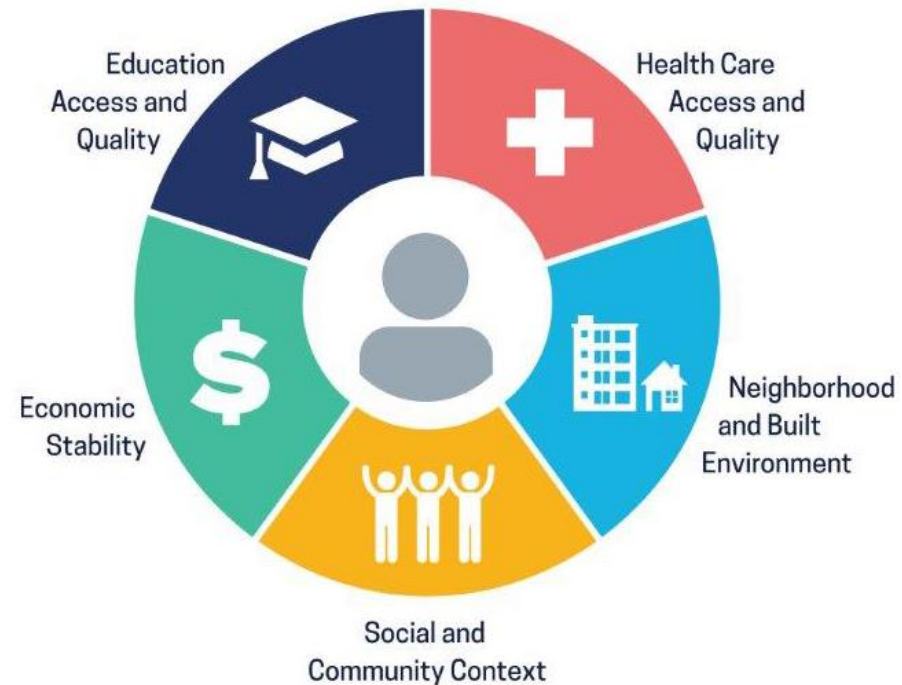 Education
Access and
Quality
Health Care
Access and
Quality
Economic
Stability
$
Neighborhood
and Built
Environment
Social and
Community Context